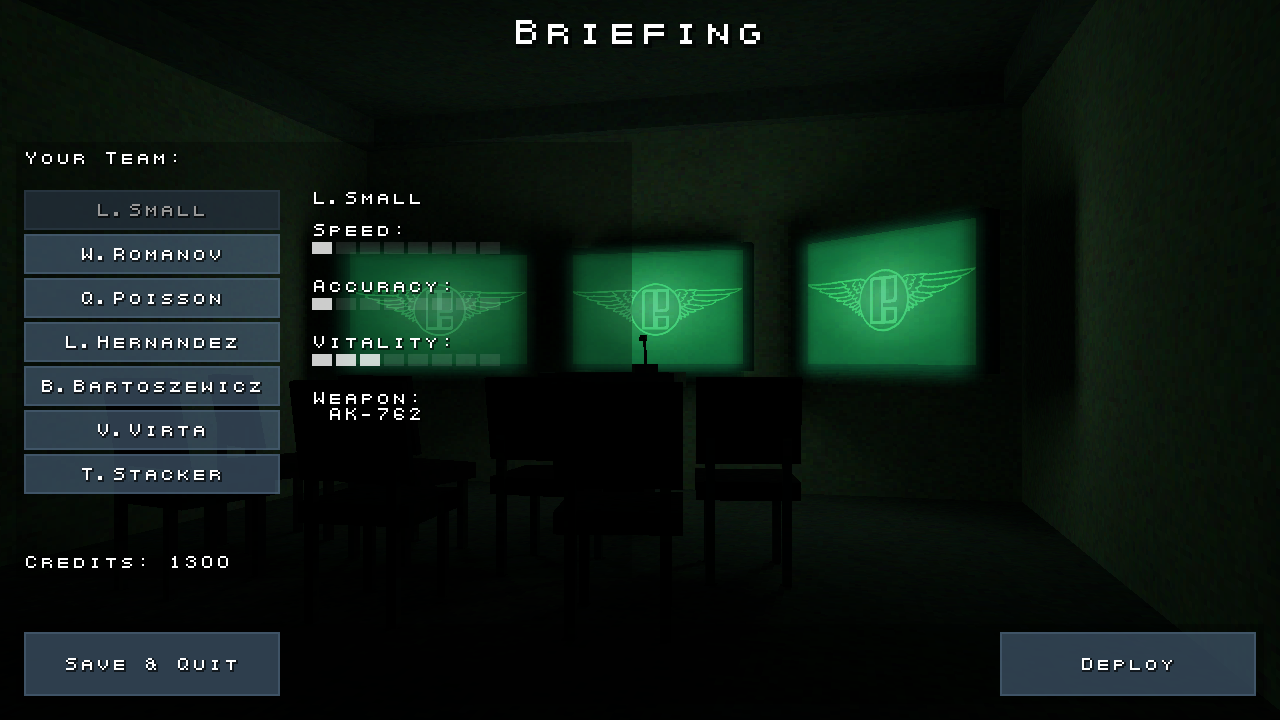 Briefing
Your Team:
L. Small
W. Romanov
Q. Poisson
L. Hernandez
B. Bartoszewicz
V. Virta
T. Stacker
Credits: 1300
Save & Quit
L. Small
Speed:
Accuracy:
Vitality:
Weapon:
AK-762
Deploy